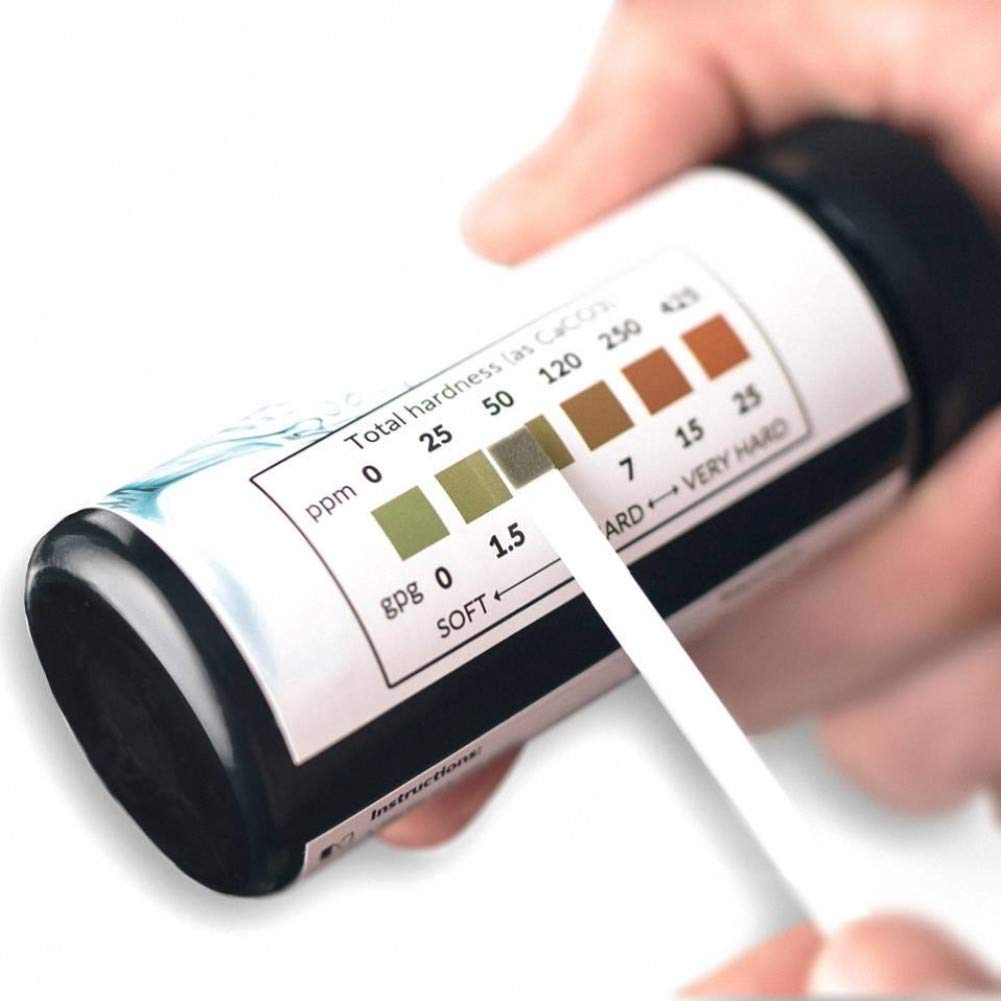 Total hardness (as CaCO3)
ppm 0 25 50 120 250 425
gpg 0 1.5 7 15 25
SOFT ARD VERY HARD
Instructions: